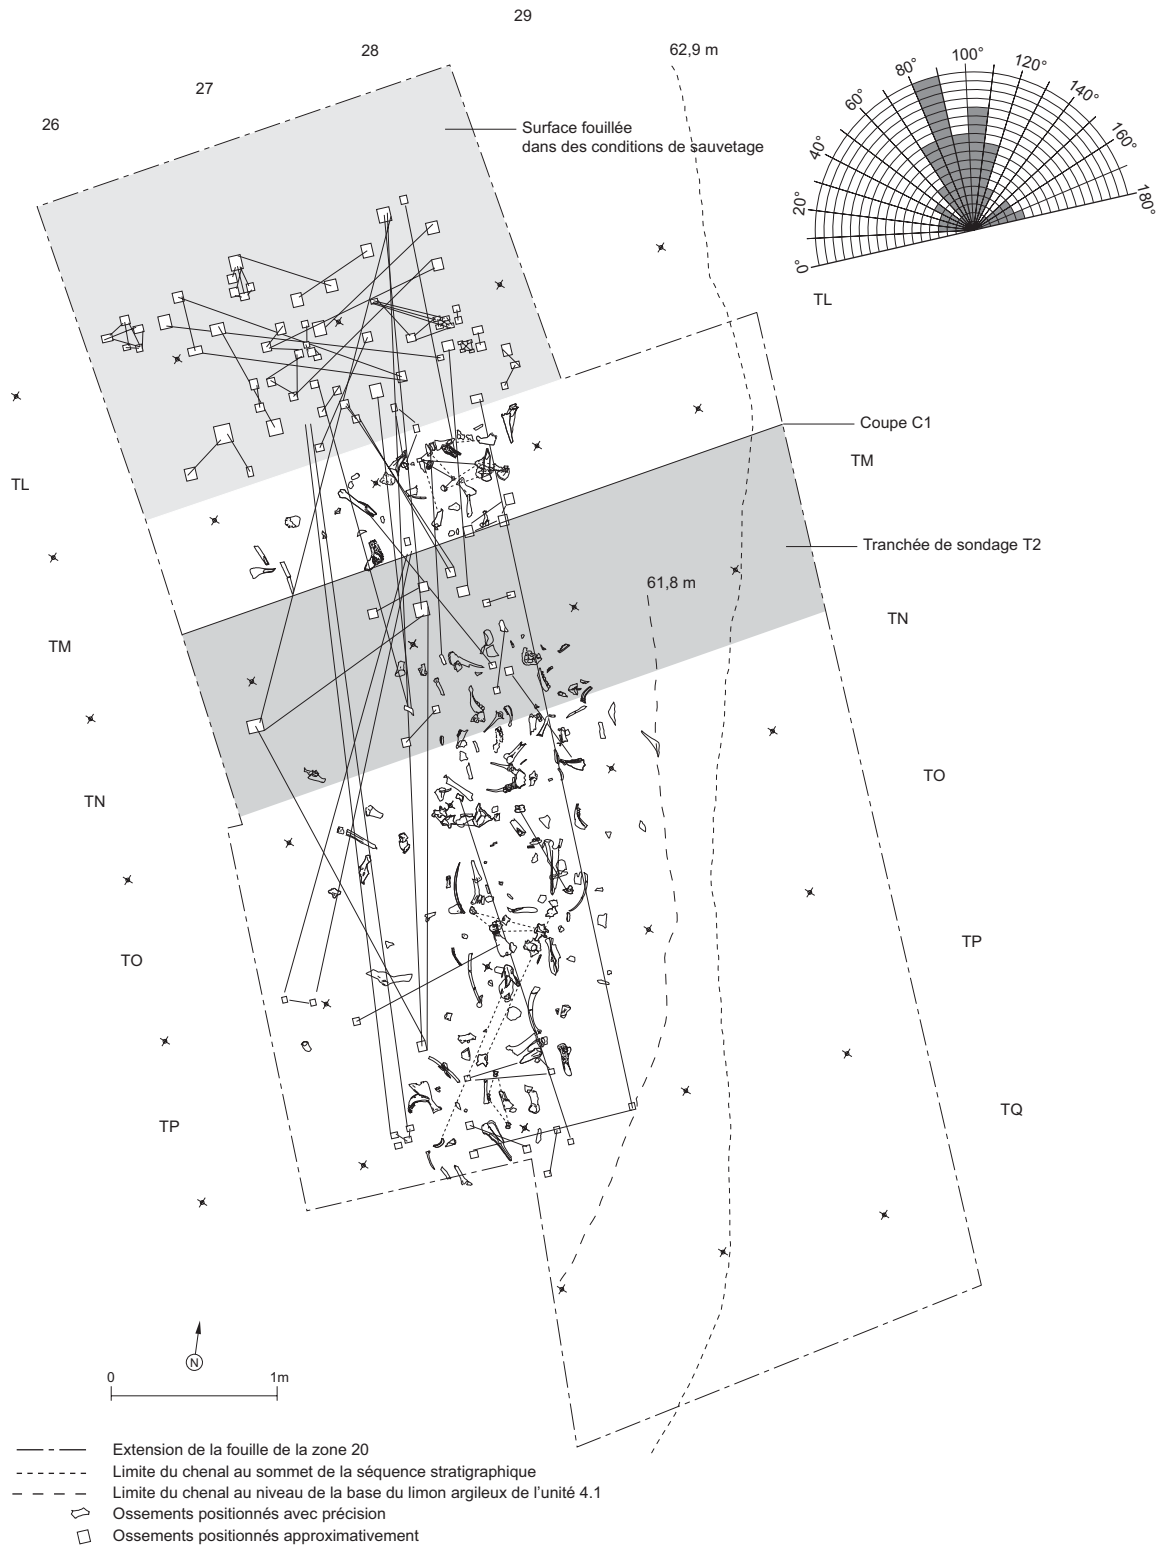 29
28
62,9 m
27
26
Surface fouillée
dans des conditions de sauvetage
0°
20°
40°
60°
80°
100°
120°
140°
160°
180°
TL
Coupe C1
TM
TL
Tranchée de sondage T2
61,8 m
TN
TM
TO
TN
TP
TO
TQ
TP
N
0
1m
Extension de la fouille de la zone 20
Limite du chenal au sommet de la séquence stratigraphique
Limite du chenal au niveau de la base du limon argileux de l'unité 4.1
Ossements positionnés avec précision
Ossements positionnés approximativement